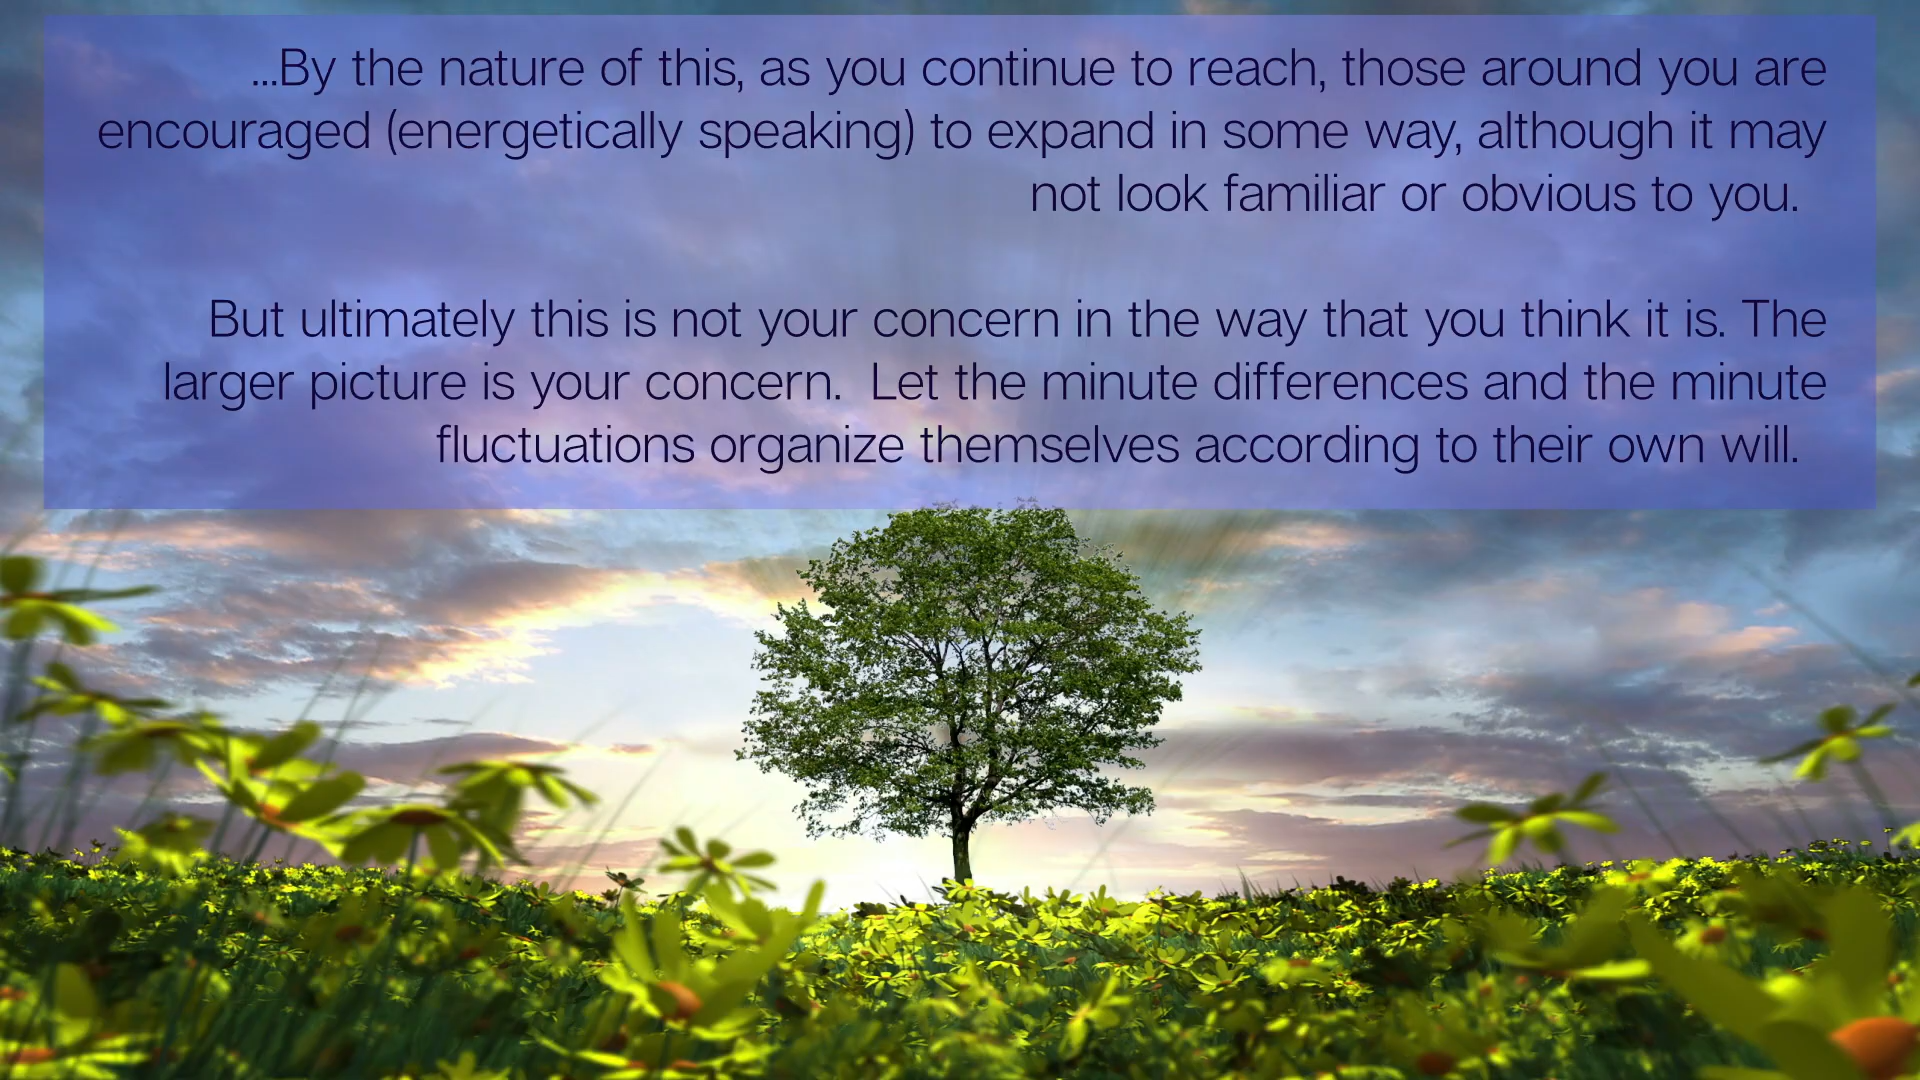 ...By the nature of this, as you continue to reach, those around you are
encouraged (energetically speaking) to expand in some way, although it may
not look familiar or obvious to you.
But ultimately this is not your concern in the way that you think it is. The
larger picture is your concern.  Let the minute differences and the minute
fluctuations organize themselves according to their own will.